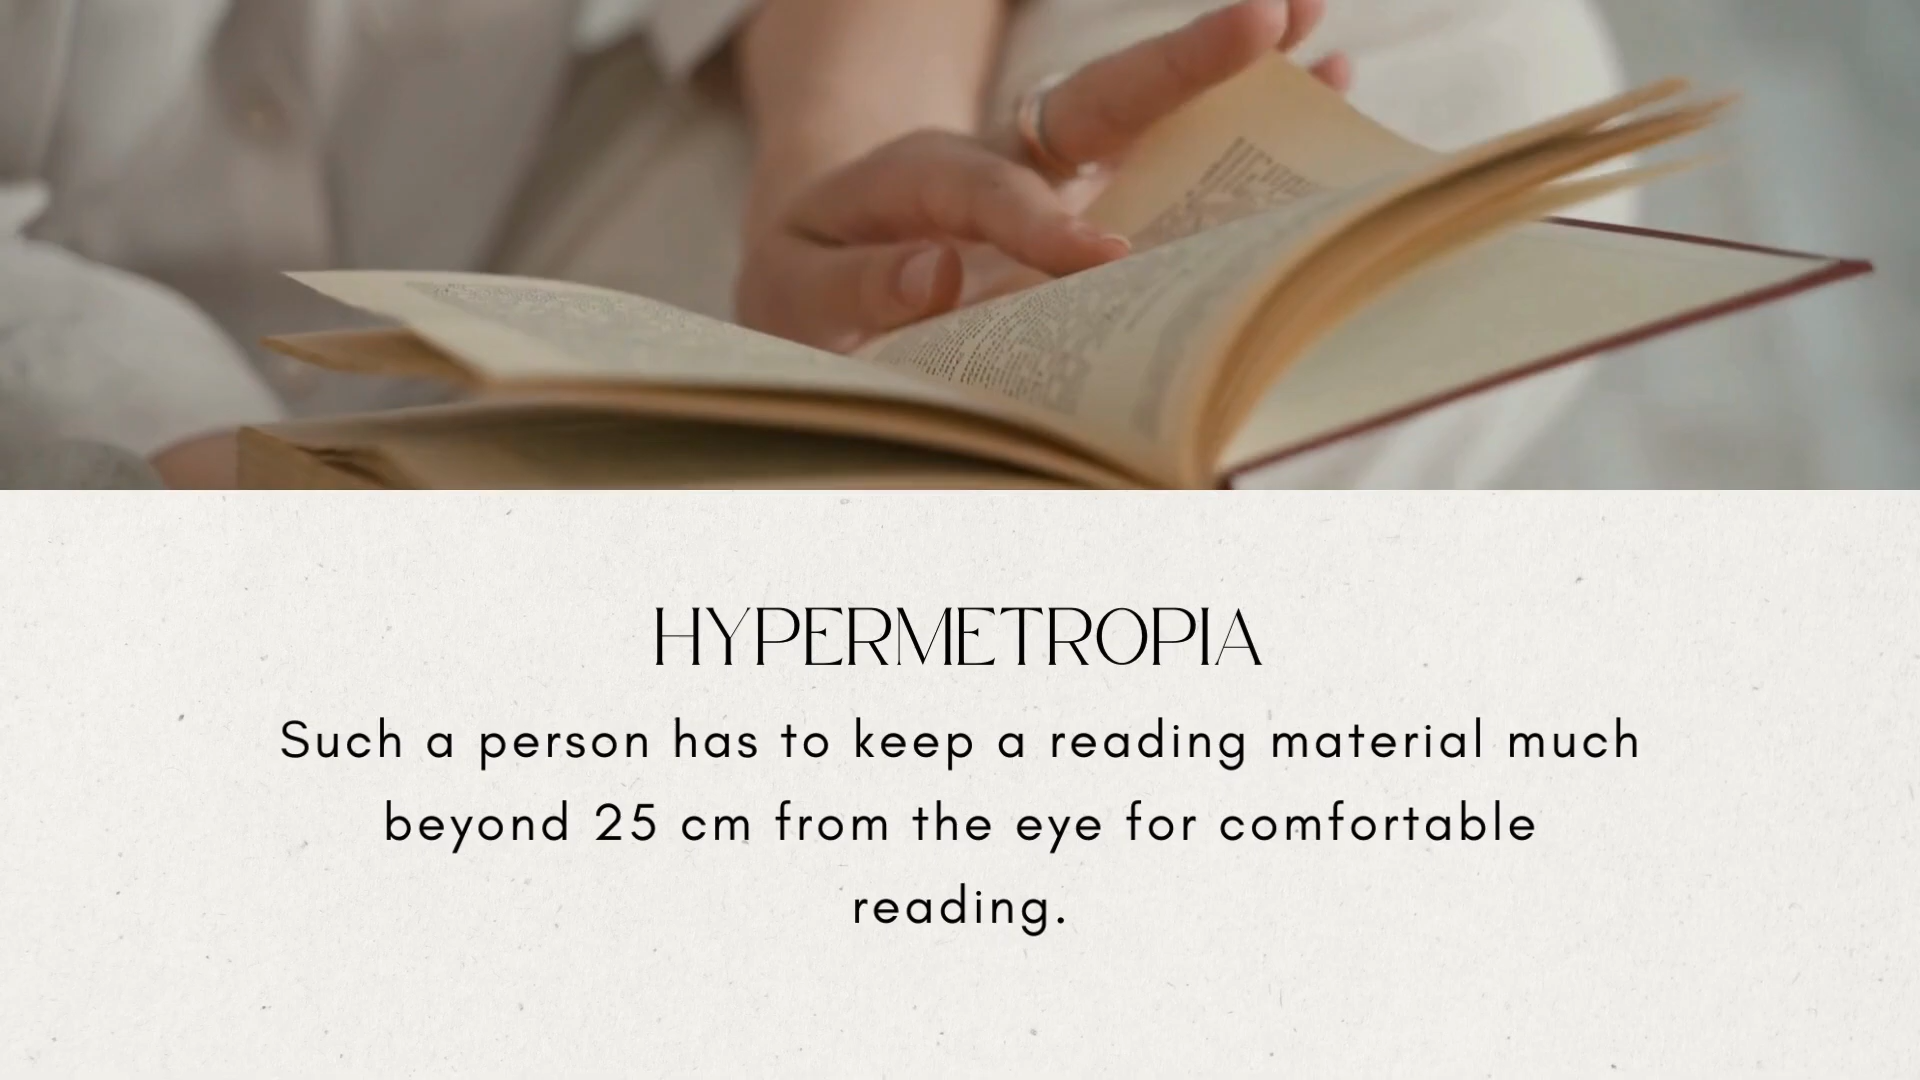 HYPERMETROPIA
Such a person has to keep a reading material much
beyond 25 cm from the eye for comfortable
reading.